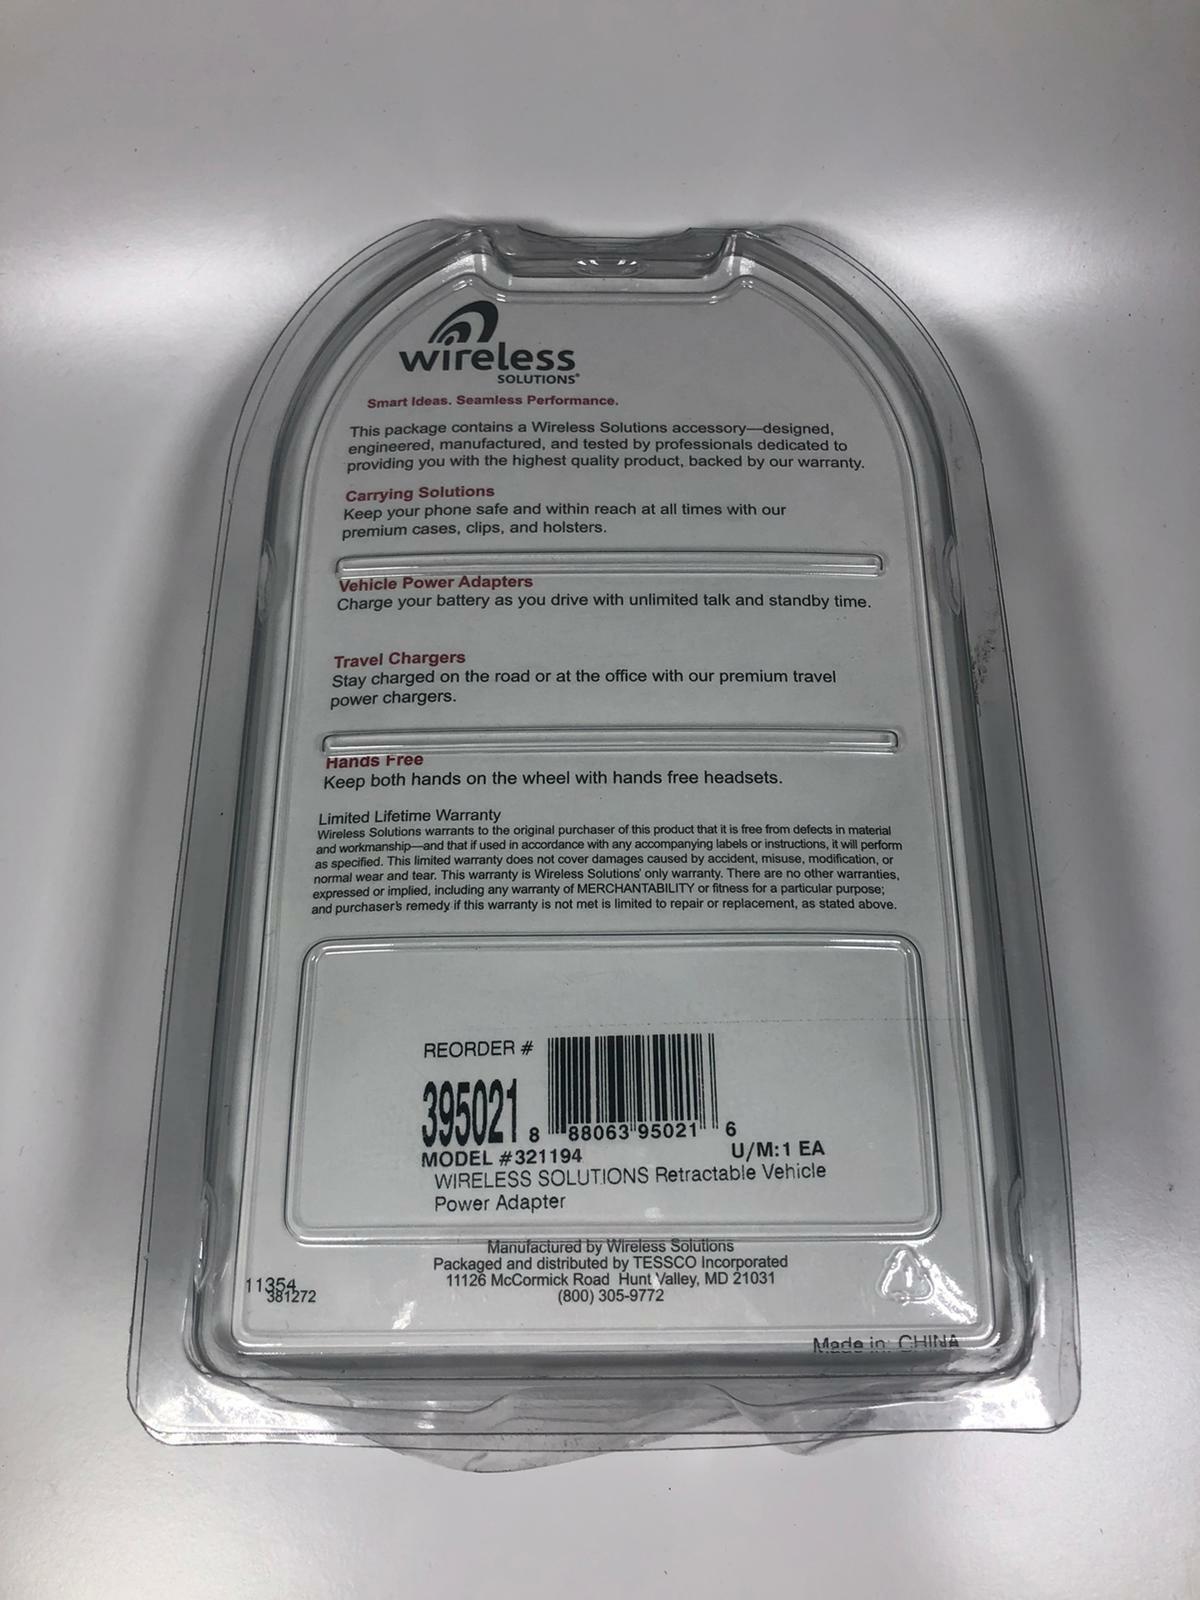 wireless
SOLUTIONS®
Smart Ideas. Seamless Performance.
This package contains a Wireless Solutions accessory—designed,
engineered, manufactured, and tested by professionals dedicated to
providing you with the highest quality product, backed by our warranty.
Carrying Solutions
Keep your phone safe and within reach at all times with our
premium cases, clips, and holsters.
Vehicle Power Adapters
Charge your battery as you drive with unlimited talk and standby time.
Travel Chargers
Stay charged on the road or at the office with our premium travel
power chargers.
Hands Free
Keep both hands on the wheel with hands free headsets.
Limited Lifetime Warranty
Wireless Solutions warrants to the original purchaser of this product that it is free from defects in material
and workmanship—and that if used in accordance with any accompanying labels or instructions, it will perform
as specified. This limited warranty does not cover damages caused by accident, misuse, modification, or
normal wear and tear. This warranty is Wireless Solutions' only warranty. There are no other warranties,
expressed or implied, including any warranty of MERCHANTABILITY or fitness for a particular purpose;
and purchaser's remedy if this warranty is not met is limited to repair or replacement, as stated above.
REORDER #
395021
8 88063 95021 6
MODEL #321194 U/M:1 EA
WIRELESS SOLUTIONS Retractable Vehicle
Power Adapter
Manufactured by Wireless Solutions
Packaged and distributed by TESSCO Incorporated
11126 McCormick Road Hunt Valley, MD 21031
(800) 305-9772
11354
381272
1
Made in: CHINA